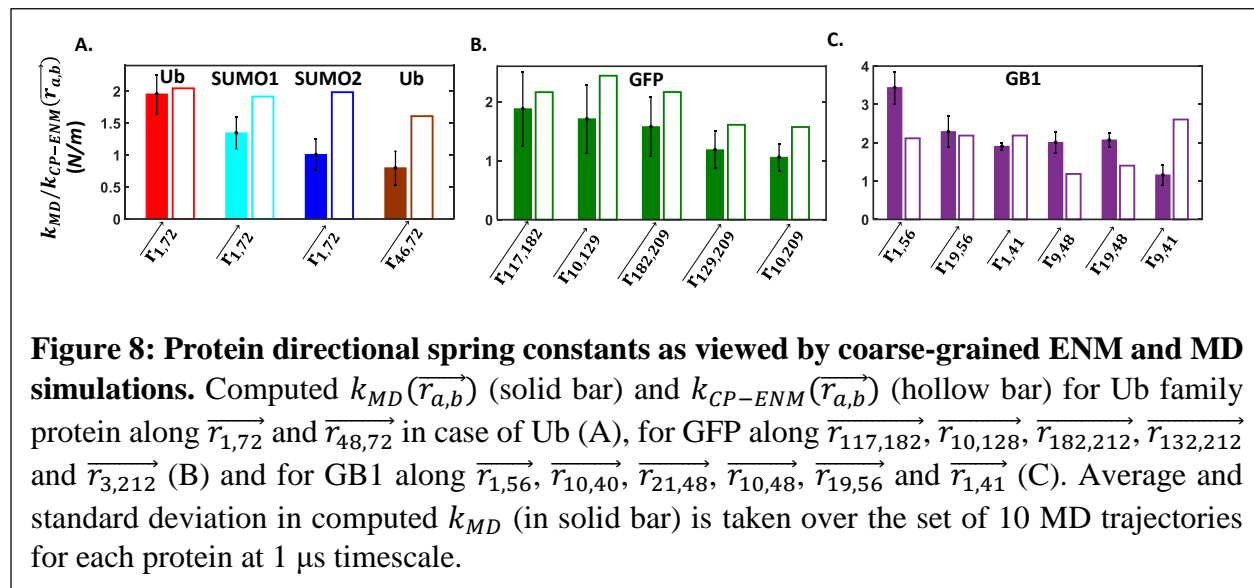 A.
B.
C.
Ub SUMO1 SUMO2 Ub
GFP
GB1
k_MD/k_CP−ENM(r_a,b)
(N/m)
2
1.5
1
0.5
0
2
1
0
4
3
2
1
0
r_1,72 r_1,72 r_1,72 r_46,72
r_117,182 r_10,129 r_182,209 r_129,209 r_10,209
r_1,56 r_19,56 r_1,41 r_9,48 r_19,48 r_9,41
Figure 8: Protein directional spring constants as viewed by coarse-grained ENM and MD
simulations. Computed k_MD(r_a,b) (solid bar) and k_CP−ENM(r_a,b) (hollow bar) for Ub family
protein along r_1,72 and r_48,72 in case of Ub (A), for GFP along r_117,182, r_10,128, r_182,212, r_132,212
and r_3,212 (B) and for GB1 along r_1,56, r_10,40, r_21,48, r_10,48, r_19,56 and r_1,41 (C). Average and
standard deviation in computed k_MD (in solid bar) is taken over the set of 10 MD trajectories
for each protein at 1 μs timescale.